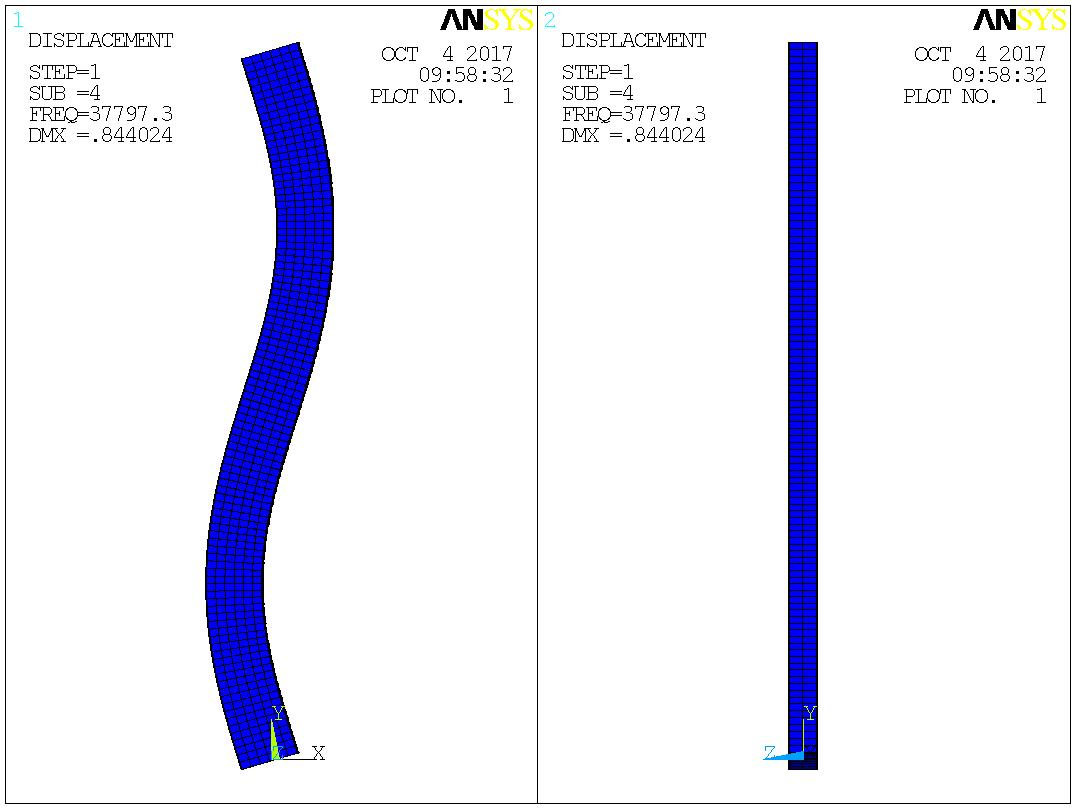 1
ANSYS
DISPLACEMENT
STEP=1
SUB =4
FREQ=37797.3
DMX =.844024
OCT 4 2017
09:58:32
PLOT NO. 1
Y
Z
X
2
ANSYS
DISPLACEMENT
STEP=1
SUB =4
FREQ=37797.3
DMX =.844024
OCT 4 2017
09:58:32
PLOT NO. 1
Y
Z